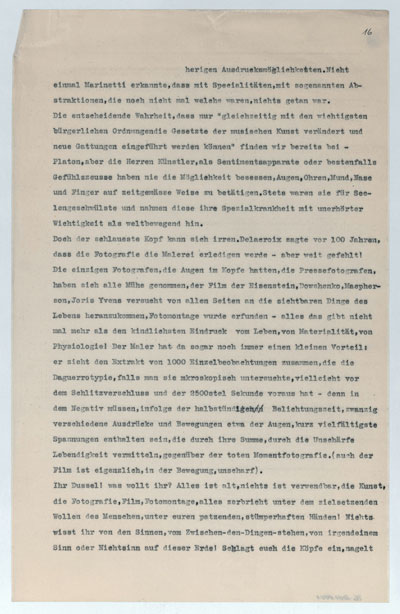 16
herigen Ausdrucksmöglichkeiten. Nicht
einmal Marinetti erkannte, dass mit Specialitäten, mit sogenannten Ab-
straktionen, die noch nicht mal welche waren, nichts getan war.
Die entscheidende Wahrheit, dass nur "gleichzeitig mit den wichtigsten
bürgerlichen Ordnungendie Gesetzte der musischen Kunst verändert und
neue Gattungen eingeführt werden können" finden wir bereits bei -
Platon, aber die Herren Künstler, als Sentimentsapparate oder bestenfalls
haben nie die Möglichkeit besessen, Augen, Ohren, Mund, Nase
und Finger auf zeitgemässe Weise zu betätigen. Stets waren sie für See-
lengeschwülste und nahmen diese ihre Spezialkrankheit mit unerhörter
Wichtigkeit als weltbewegend hin.
Doch der schlaueste Kopf kann sich irren. Delacroix sagte vor 100 Jahren,
dass die Fotografie die Malerei erledigen werde - aber weit gefehlt!
Die einzigen Fotografen, die Augen im Kopfe hatten, die Pressefotografen,
haben sich alle Mühe genommen, der Film der Eisenstein, Dovshenko, Macpher-
son, Joris Yvens versucht von allen Seiten an die sichtbaren Dinge des
Lebens heranzukommen, Fotomontage wurde erfunden - alles das gibt nicht
mal mehr als den kindlichsten Eindruck vom Leben, von Materialität, von
Physiologie! Der Maler hat da sogar noch immer einen kleinen Vorteil:
er zieht den Extrakt von 1000 Einzelbeobachtungen zusammen, die die
Daguerrotypie, falls man sie mkroskopisch untersuchte, vielleicht vor
dem Schlitzverschluss und der 2500stel Sekunde voraus hat - denn in
dem Negativ müssen, infolge der Belichtungszeit, zwanzig
verschiedene Ausdrücke und Bewegungen etwa der Augen, kurz vielfältigste
Spannungen enthalten sein, die durch ihre Summe, durch die Unschärfe
Lebendigkeit vermitteln, gegenüber der toten Momentfotografie. (auch der
Film ist eigenzlich, in der Bewegung, unscharf).
Ihr Dussel! was wollt ihr? Alles ist alt, nichts ist verwendbar, die Kunst,
die Fotografie, Film, Fotomontage, alles zerbricht unter dem zielsetzenden
Wollen des Menschen, unter euren patzenden, stümperhaften Händen! Nichts
wisst ihr von den Sinnen, vom Zwischen-den-Dingen-stehen, von irgendeinem
Sinn oder Nichtsinn auf dieser Erde! Schlagt euch die Köpfe ein, nagelt